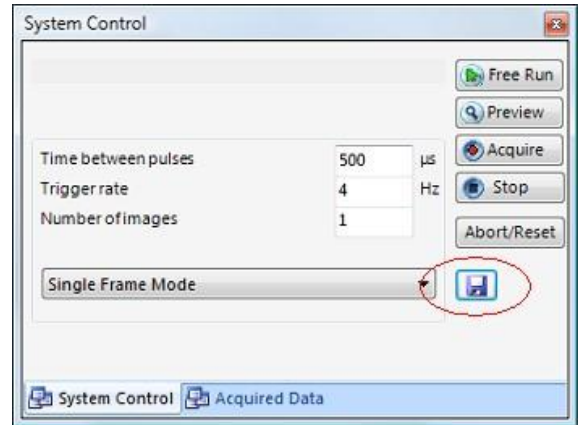 System Control
Free Run
Preview
Time between pulses 500 µs Acquire
Trigger rate 4 Hz Stop
Number of images 1
Abort/Reset
Single Frame Mode
System Control Acquired Data